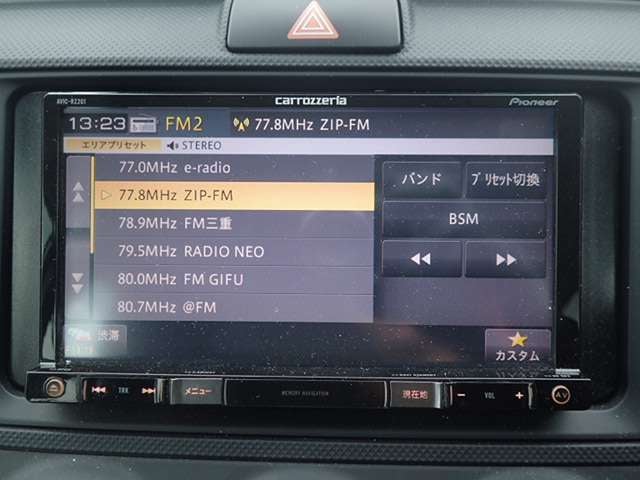 AVIC-RZ201
carrozzeria
Pioneer
13:23 FM2 77.8MHz ZIP-FM
エリアプリセット STEREO
77.0MHz e-radio
77.8MHz ZIP-FM
78.9MHz FM三重
79.5MHz RADIO NEO
80.0MHz FM GIFU
80.7MHz @FM
バンド
プリセット切換
BSM
渋滞
カスタム
TRK
メニュー
MEMORY NAVIGATION
現在地
− VOL +
AV